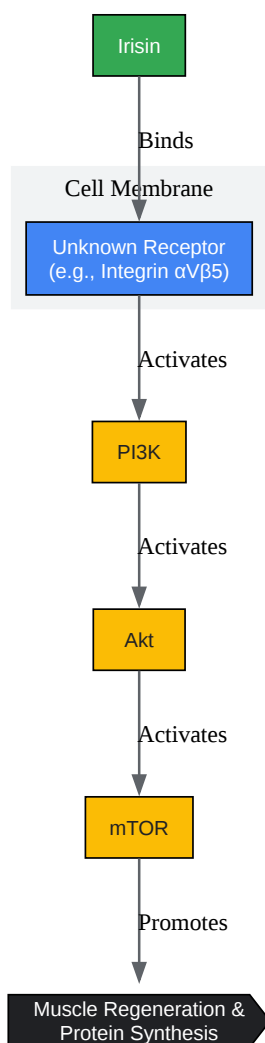 Irisin
Binds
Cell Membrane
Unknown Receptor
(e.g., Integrin αVβ5)
Activates
PI3K
Activates
Akt
Activates
mTOR
Promotes
Muscle Regeneration &
Protein Synthesis